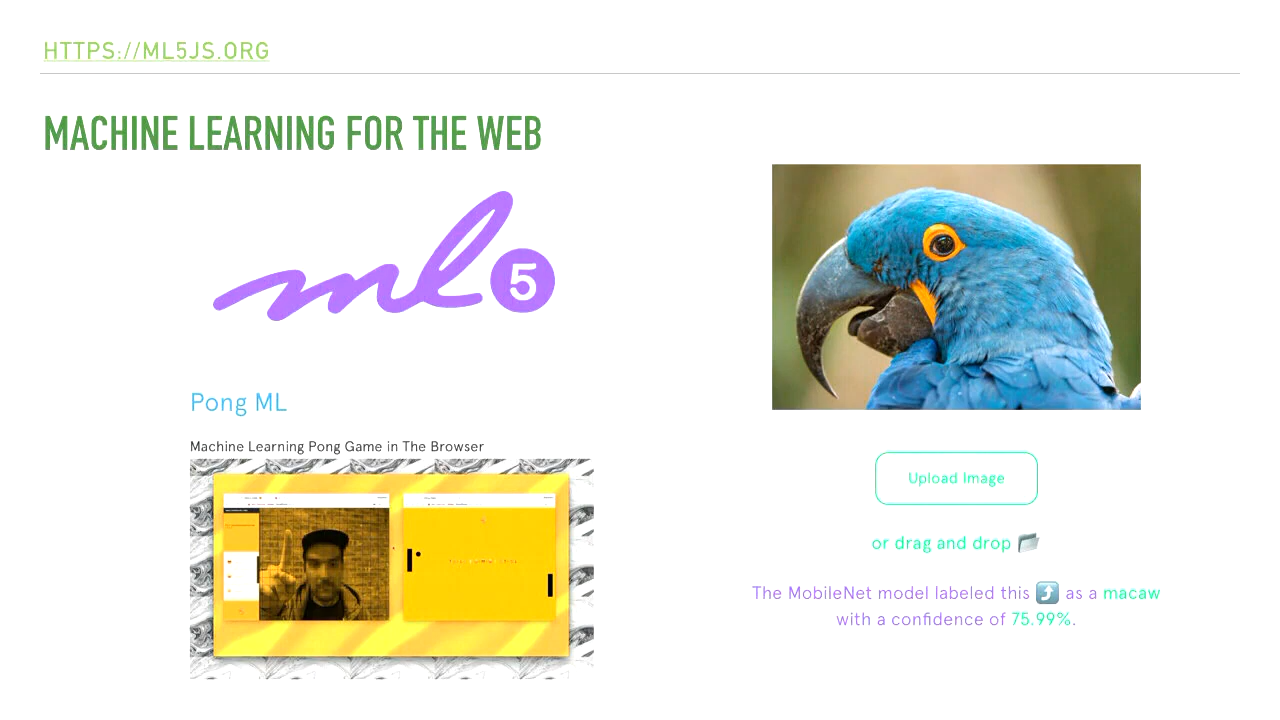 HTTPS://ML5JS.ORG
MACHINE LEARNING FOR THE WEB
ml5
Pong ML
Machine Learning Pong Game in The Browser
Upload Image
or drag and drop
The MobileNet model labeled this ⤴️ as a macaw
with a confidence of 75.99%.